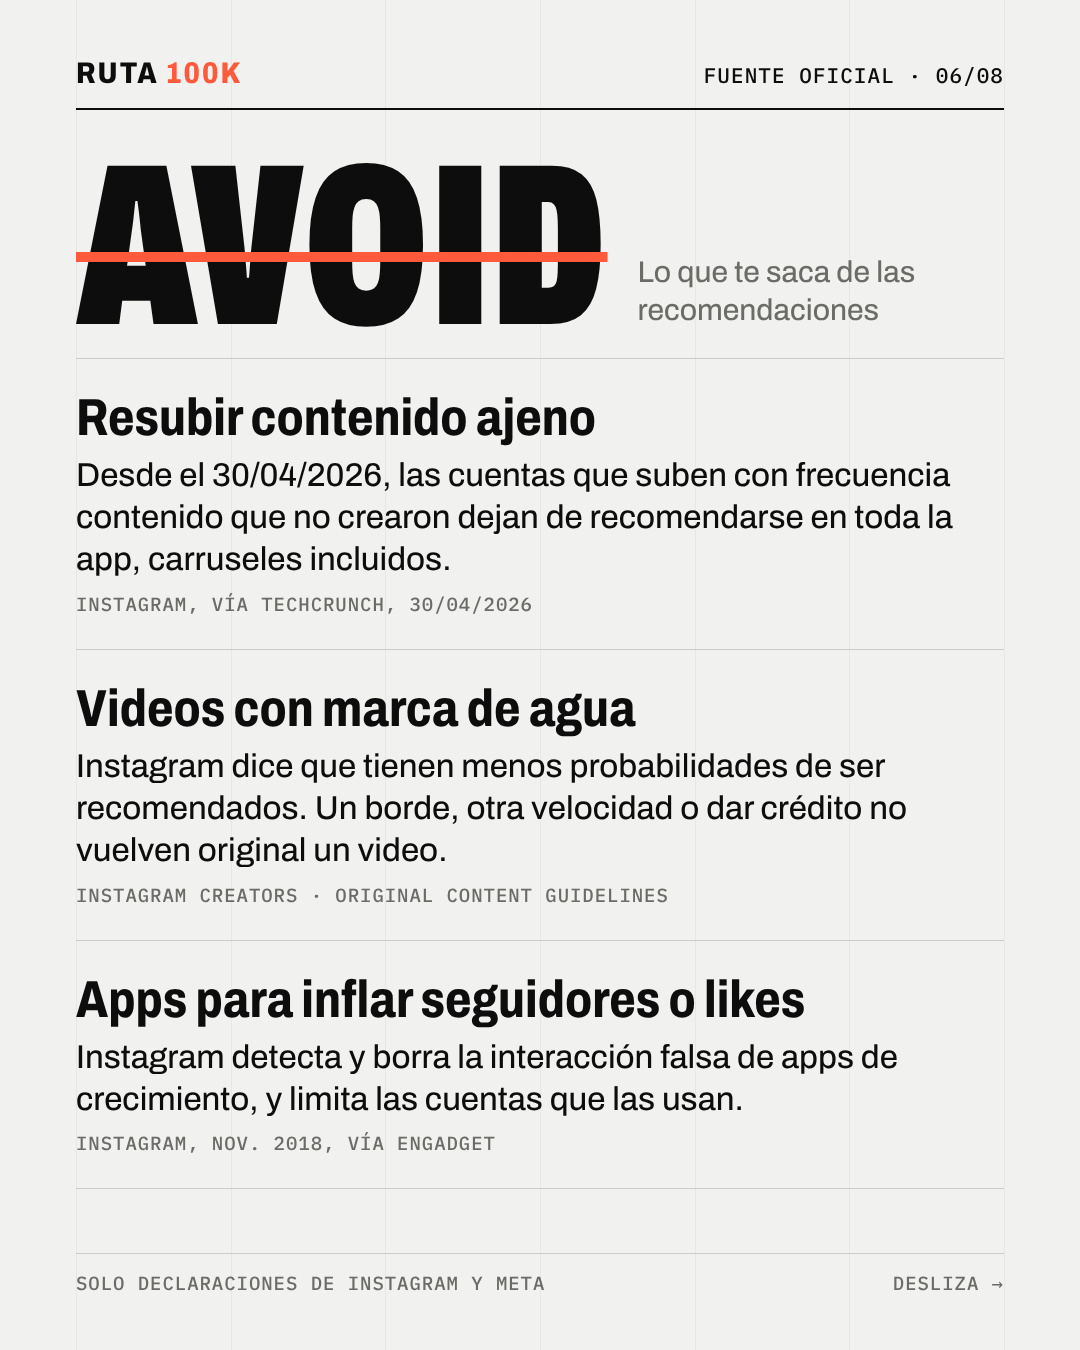 RUTA 100K
FUENTE OFICIAL · 06/08
AVOID
Lo que te saca de las
recomendaciones
Resubir contenido ajeno
Desde el 30/04/2026, las cuentas que suben con frecuencia
contenido que no crearon dejan de recomendarse en toda la
app, carruseles incluidos.
INSTAGRAM, VÍA TECHCRUNCH, 30/04/2026
Videos con marca de agua
Instagram dice que tienen menos probabilidades de ser
recomendados. Un borde, otra velocidad o dar crédito no
vuelven original un video.
INSTAGRAM CREATORS · ORIGINAL CONTENT GUIDELINES
Apps para inflar seguidores o likes
Instagram detecta y borra la interacción falsa de apps de
crecimiento, y limita las cuentas que las usan.
INSTAGRAM, NOV. 2018, VÍA ENGADGET
SOLO DECLARACIONES DE INSTAGRAM Y META
DESLIZA →